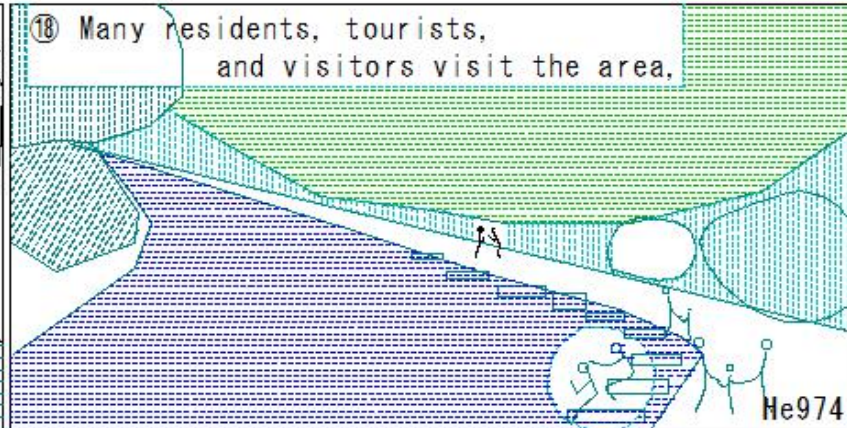 ⑱ Many residents, tourists,
and visitors visit the area,
He974